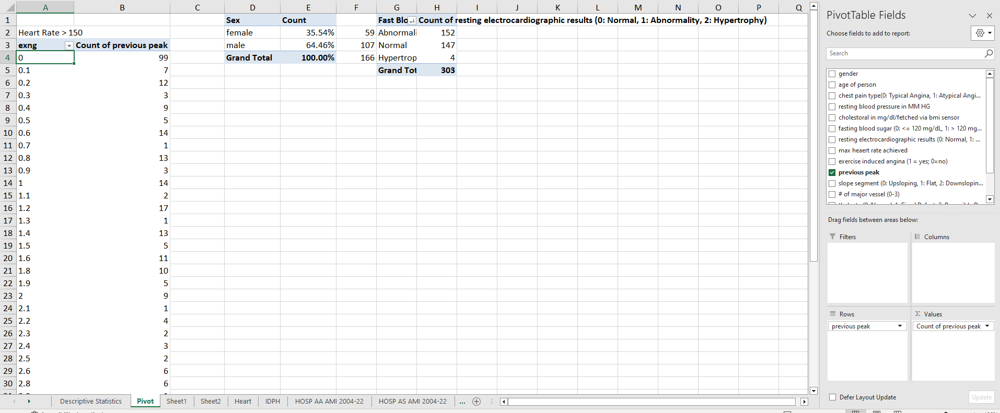 A B C D E F G H I J K L M N O P Q
1 Sex Count Fast Blo Count of resting electrocardiographic results (0: Normal, 1: Abnormality, 2: Hypertrophy)
2 Heart Rate > 150 female 35.54% 59 Abnormali 152
3 exng Count of previous peak male 64.46% 107 Normal 147
4 0 99 Grand Total 100.00% 166 Hypertrop 4
5 0.1 7 Grand Tot 303
6 0.2 12
7 0.3 3
8 0.4 9
9 0.5 5
10 0.6 14
11 0.7 1
12 0.8 13
13 0.9 3
14 1 14
15 1.1 2
16 1.2 17
17 1.3 1
18 1.4 13
19 1.5 5
20 1.6 11
21 1.8 10
22 1.9 5
23 2 9
24 2.1 1
25 2.2 4
26 2.3 2
27 2.4 3
28 2.5 2
29 2.6 6
30 2.8 6
Descriptive Statistics Pivot Sheet1 Sheet2 Heart IDPH HOSP AA AMI 2004-22 HOSP AS AMI 2004-22 ...
PivotTable Fields
Choose fields to add to report:
Search
gender
age of person
chest pain type(0: Typical Angina, 1: Atypical Angi...
resting blood pressure in MM HG
cholestoral in mg/dl/fetched via bmi sensor
fasting blood sugar (0: <= 120 mg/dL, 1: > 120 mg...
resting electrocardiographic results (0: Normal, 1: ...
max heaert rate achieved
exercise induced angina (1 = yes; 0=no)
previous peak
slope segment (0: Upsloping, 1: Flat, 2: Downslopin...
# of major vessel (0-3)
Drag fields between areas below:
Filters Columns
Rows Σ Values
previous peak Count of previous peak
Defer Layout Update Update